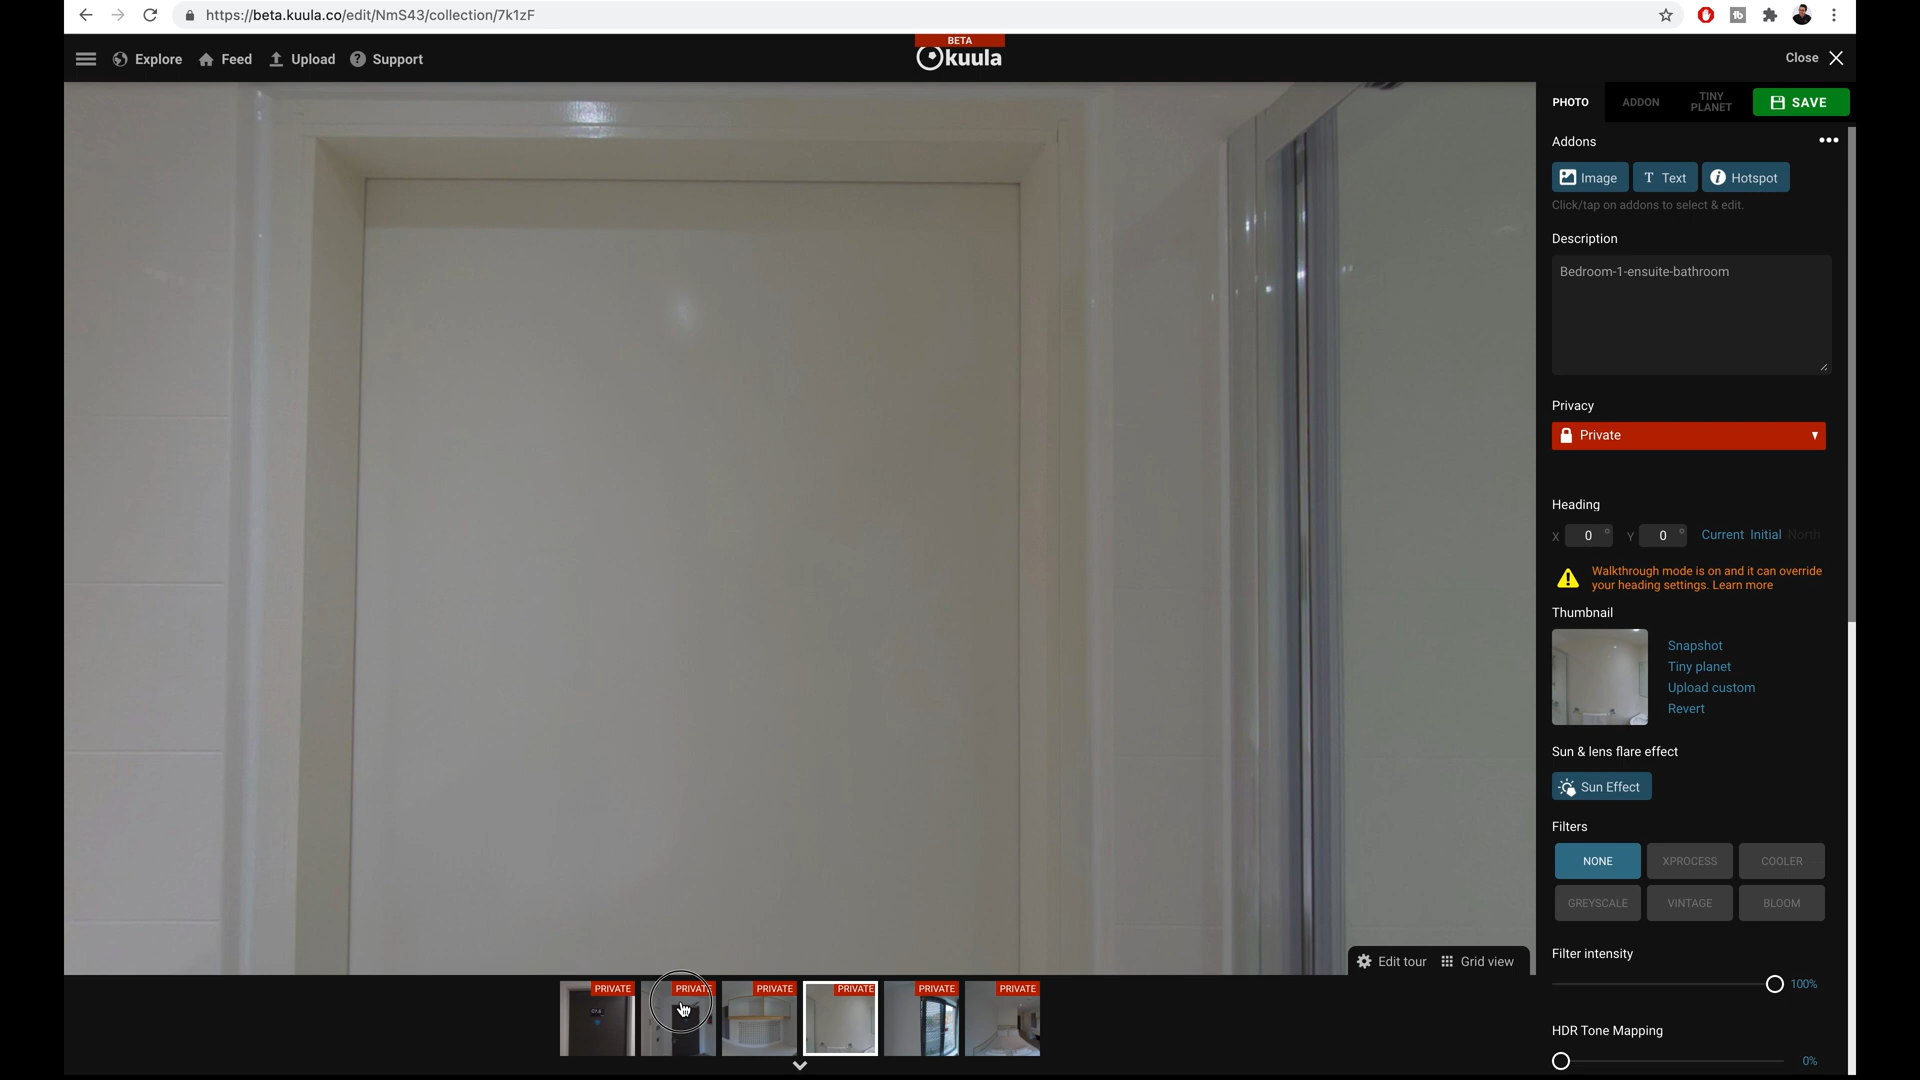 https://beta.kuula.co/edit/NmS43/collection/7k1zF
BETA
Explore
Feed
Upload
Support
kuula
Close
PHOTO
ADDON
TINY
PLANET
SAVE
Addons
Image
Text
Hotspot
Click/tap on addons to select & edit.
Description
Bedroom-1-ensuite-bathroom
Privacy
Private
Heading
X 0 ° Y 0 ° Current Initial North
Walkthrough mode is on and it can override
your heading settings. Learn more
Thumbnail
Snapshot
Tiny planet
Upload custom
Revert
Sun & lens flare effect
Sun Effect
Filters
NONE
XPROCESS
COOLER
GREYSCALE
VINTAGE
BLOOM
Filter intensity
100%
HDR Tone Mapping
0%
Edit tour
Grid view
PRIVATE
PRIVATE
PRIVATE
PRIVATE
PRIVATE
PRIVATE